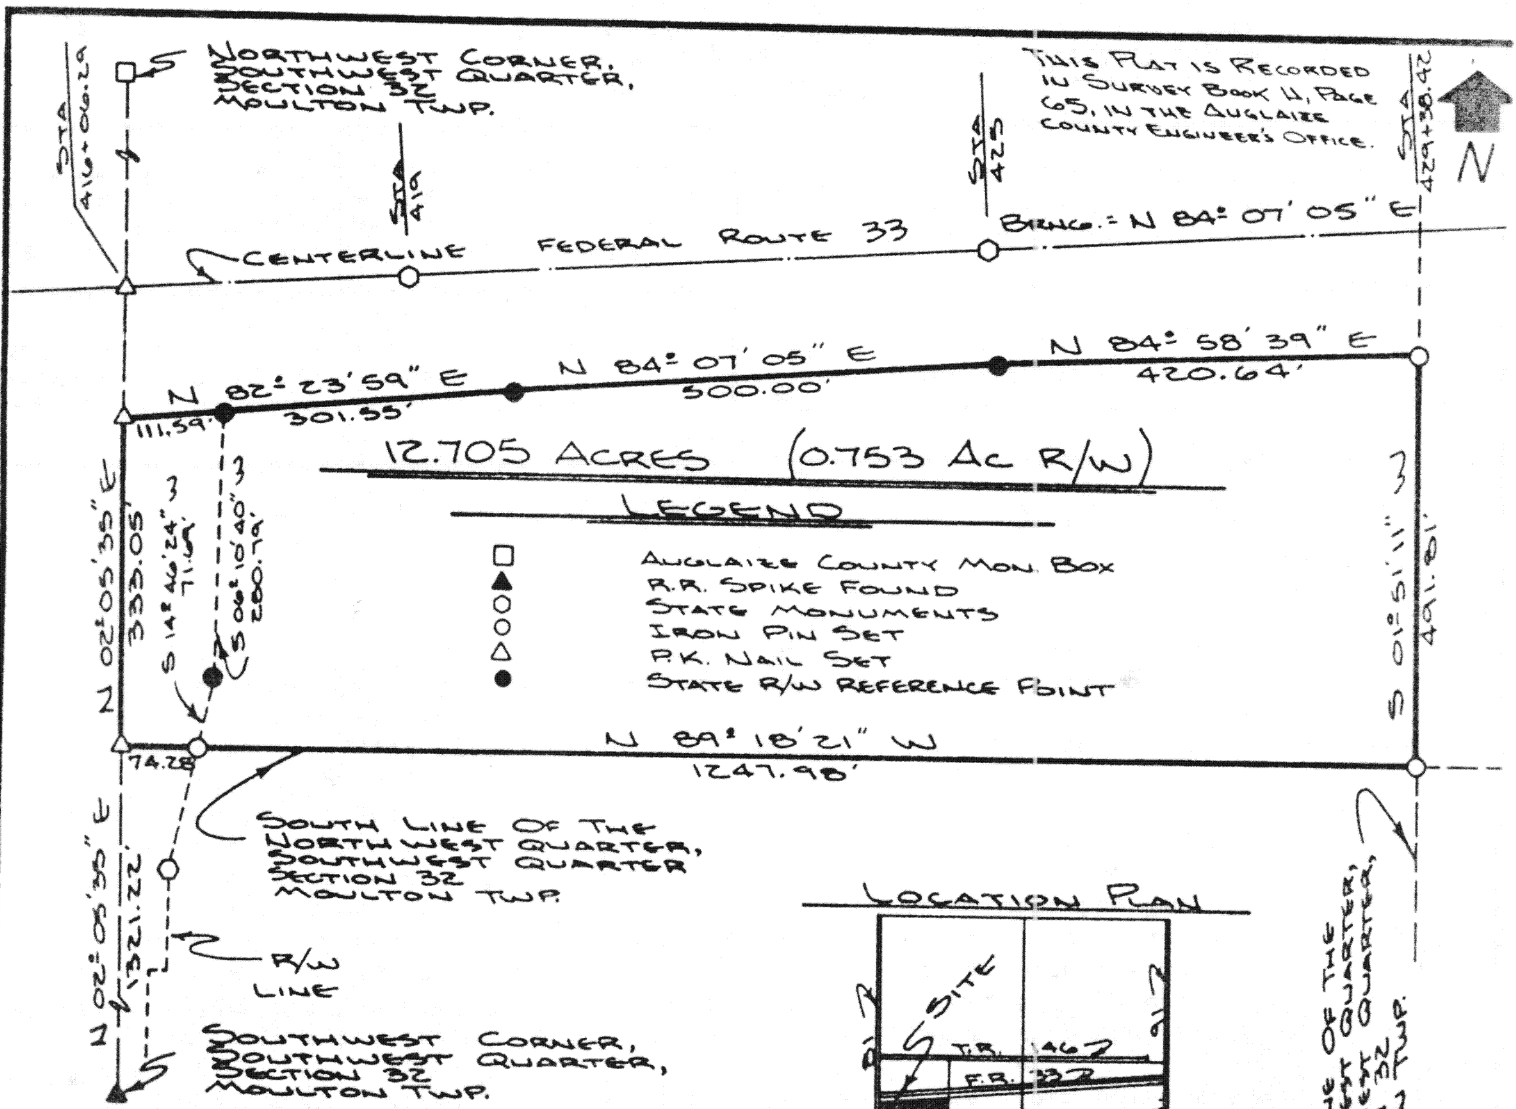 NORTHWEST CORNER,
SOUTHWEST QUARTER,
SECTION 32
MOULTON TWP.
THIS PLAT IS RECORDED
IN SURVEY BOOK 11, PAGE
65, IN THE AUGLAIZE
COUNTY ENGINEER'S OFFICE.
STA
416+06.29
STA
419
STA
425
STA
429+38.42
N
CENTERLINE FEDERAL ROUTE 33
BRNG. = N 84° 07' 05" E
N 82° 23' 59" E
111.59'
301.55'
N 84° 07' 05" E
500.00'
N 84° 58' 39" E
420.64'
12.705 ACRES (0.753 AC R/W)
LEGEND
AUGLAIZE COUNTY MON. BOX
R.R. SPIKE FOUND
STATE MONUMENTS
IRON PIN SET
P.K. NAIL SET
STATE R/W REFERENCE POINT
N 02° 05' 35" E
333.05'
S 14° 46' 24" W
71.69'
S 06° 10' 40" W
S 01° 51' 11" W
491.81'
N 89° 18' 21" W
1247.98'
74.28
SOUTH LINE OF THE
NORTHWEST QUARTER,
SOUTHWEST QUARTER
SECTION 32
MOULTON TWP.
N 02° 05' 35" E
1321.22'
R/W
LINE
SOUTHWEST CORNER,
SOUTHWEST QUARTER,
SECTION 32
MOULTON TWP.
LOCATION PLAN
SITE
T.R. 146
F.R. 33
OF THE
QUARTER,
QUARTER,
32
TWP.